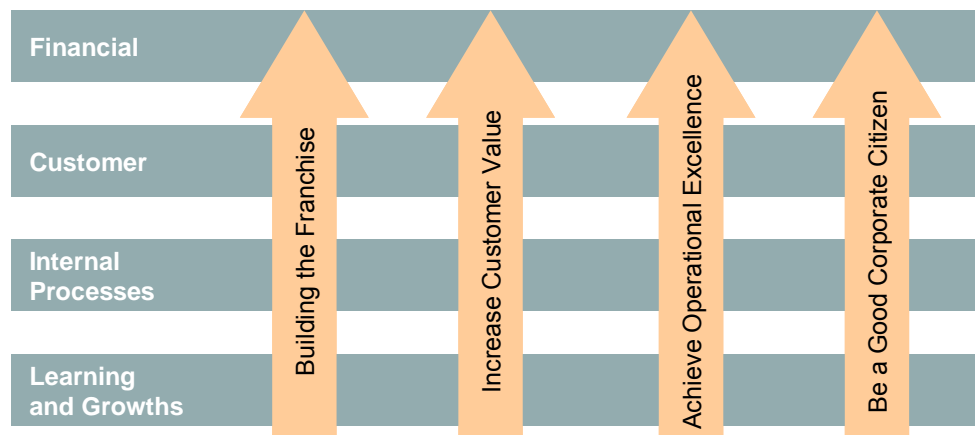 Financial
Customer
Internal
Processes
Learning
and Growths
Building the Franchise
Increase Customer Value
Achieve Operational Excellence
Be a Good Corporate Citizen